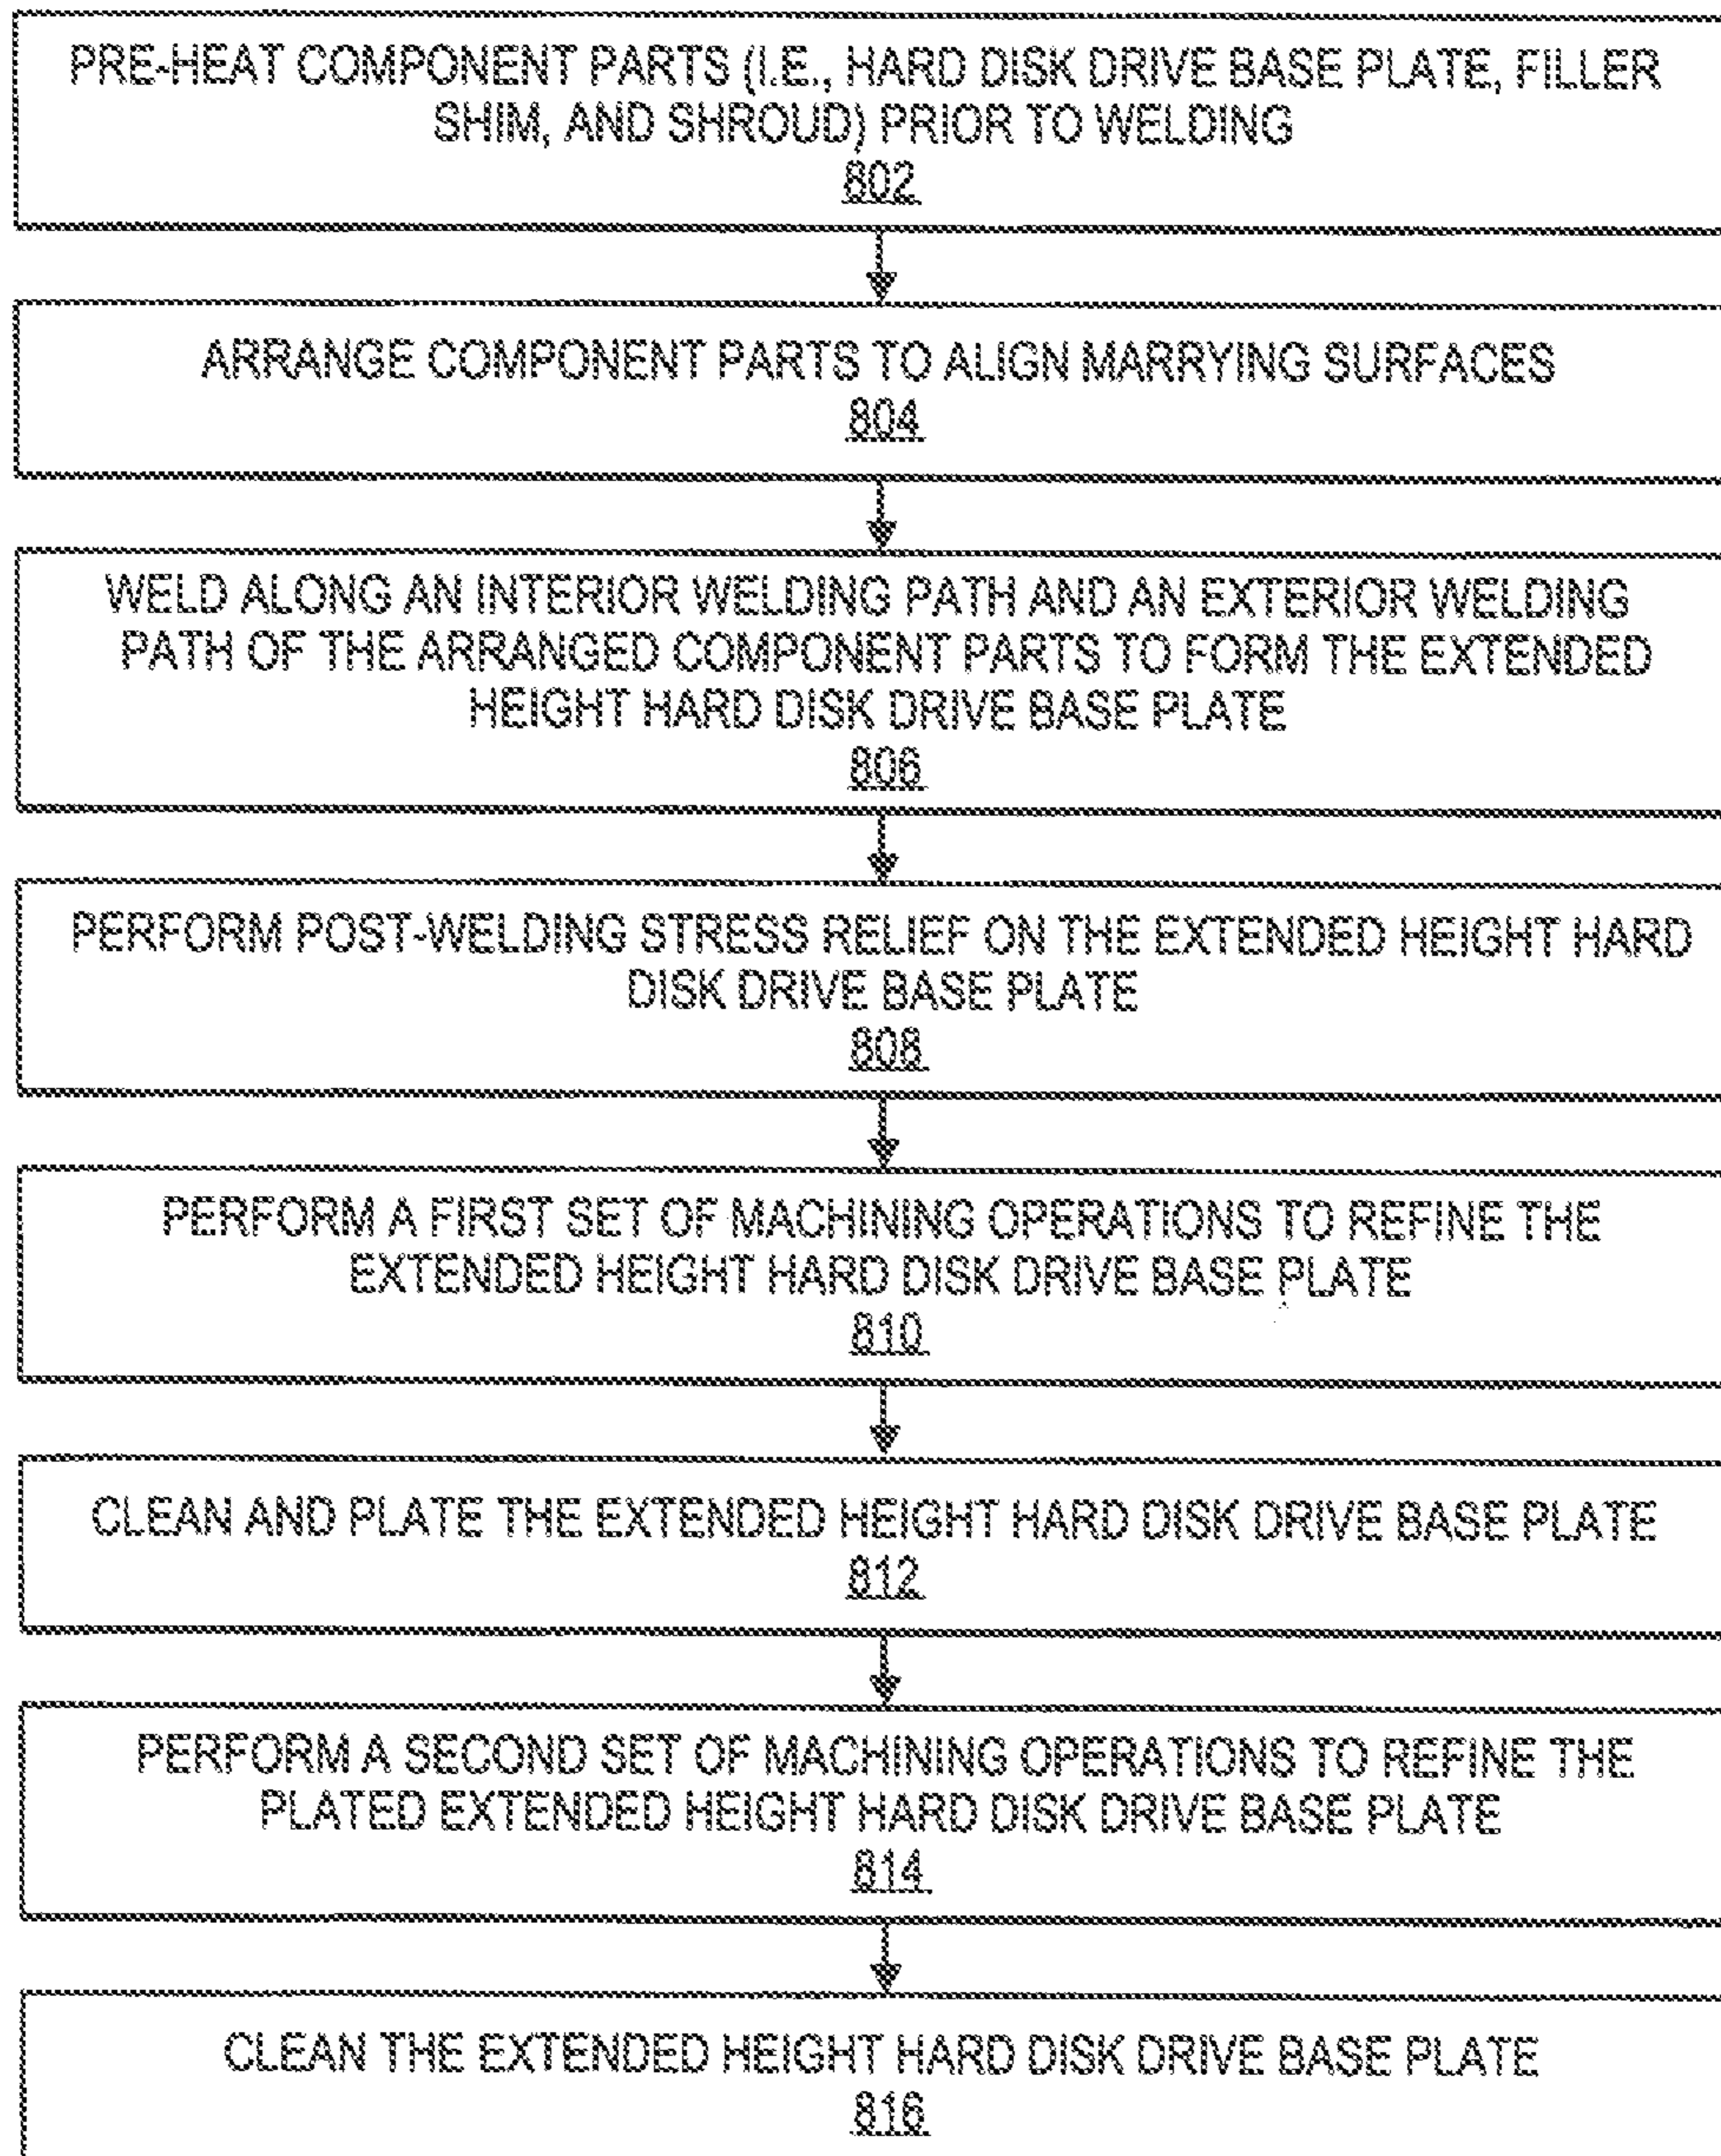 PRE-HEAT COMPONENT PARTS (I.E., HARD DISK DRIVE BASE PLATE, FILLER
SHIM, AND SHROUD) PRIOR TO WELDING
802
ARRANGE COMPONENT PARTS TO ALIGN MARRYING SURFACES
804
WELD ALONG AN INTERIOR WELDING PATH AND AN EXTERIOR WELDING
PATH OF THE ARRANGED COMPONENT PARTS TO FORM THE EXTENDED
HEIGHT HARD DISK DRIVE BASE PLATE
806
PERFORM POST-WELDING STRESS RELIEF ON THE EXTENDED HEIGHT HARD
DISK DRIVE BASE PLATE
808
PERFORM A FIRST SET OF MACHINING OPERATIONS TO REFINE THE
EXTENDED HEIGHT HARD DISK DRIVE BASE PLATE
810
CLEAN AND PLATE THE EXTENDED HEIGHT HARD DISK DRIVE BASE PLATE
812
PERFORM A SECOND SET OF MACHINING OPERATIONS TO REFINE THE
PLATED EXTENDED HEIGHT HARD DISK DRIVE BASE PLATE
814
CLEAN THE EXTENDED HEIGHT HARD DISK DRIVE BASE PLATE
816